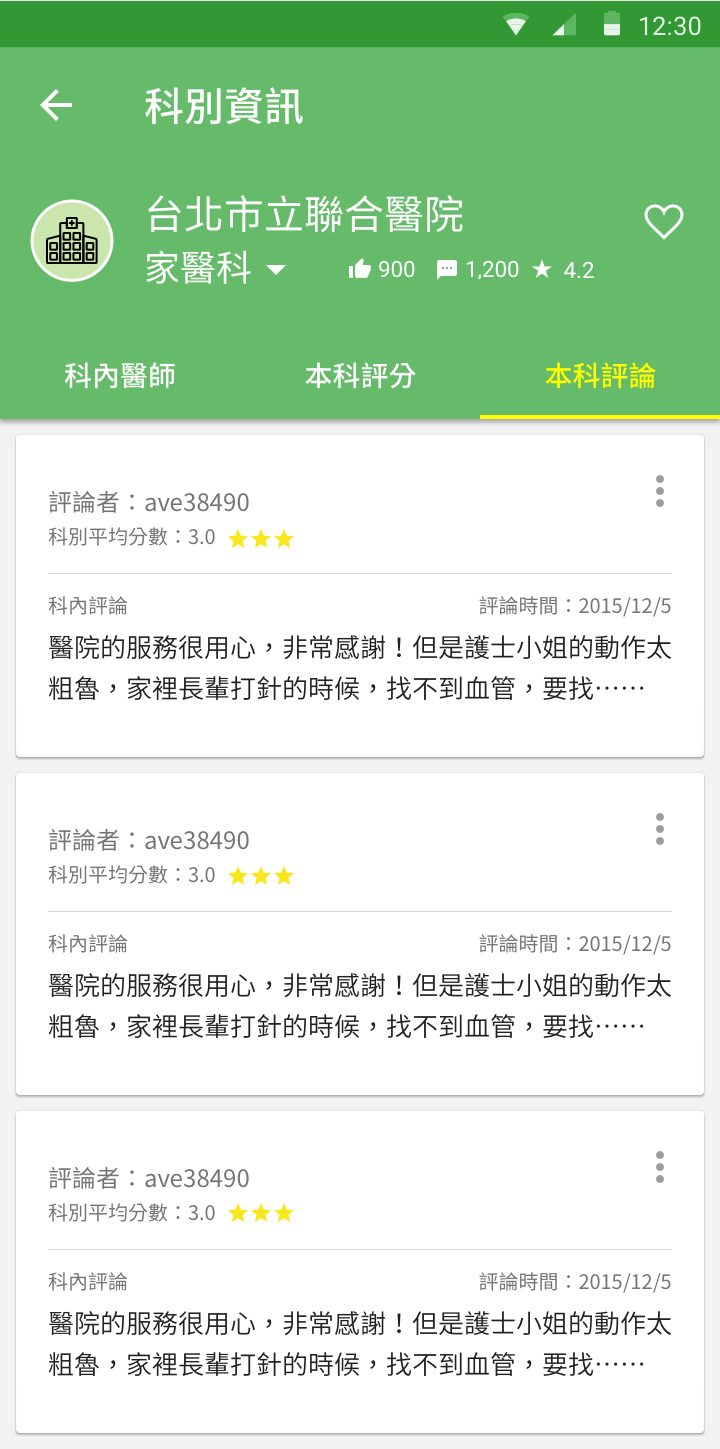 12:30
科別資訊
台北市立聯合醫院
家醫科 900 1,200 4.2
科內醫師 本科評分 本科評論
評論者：ave38490
科別平均分數：3.0
科內評論 評論時間：2015/12/5
醫院的服務很用心，非常感謝！但是護士小姐的動作太
粗魯，家裡長輩打針的時候，找不到血管，要找⋯⋯
評論者：ave38490
科別平均分數：3.0
科內評論 評論時間：2015/12/5
醫院的服務很用心，非常感謝！但是護士小姐的動作太
粗魯，家裡長輩打針的時候，找不到血管，要找⋯⋯
評論者：ave38490
科別平均分數：3.0
科內評論 評論時間：2015/12/5
醫院的服務很用心，非常感謝！但是護士小姐的動作太
粗魯，家裡長輩打針的時候，找不到血管，要找⋯⋯